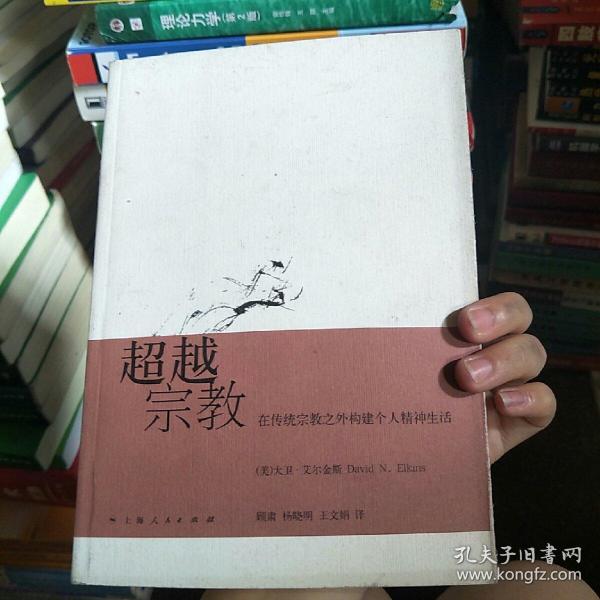 理论力学(第2版)
超越
宗教
在传统宗教之外构建个人精神生活
(美)大卫·艾尔金斯 David N. Elkins
顾肃 杨晓明 王文娟 译
上海人民出版社
孔夫子旧书网
www.kongfz.com